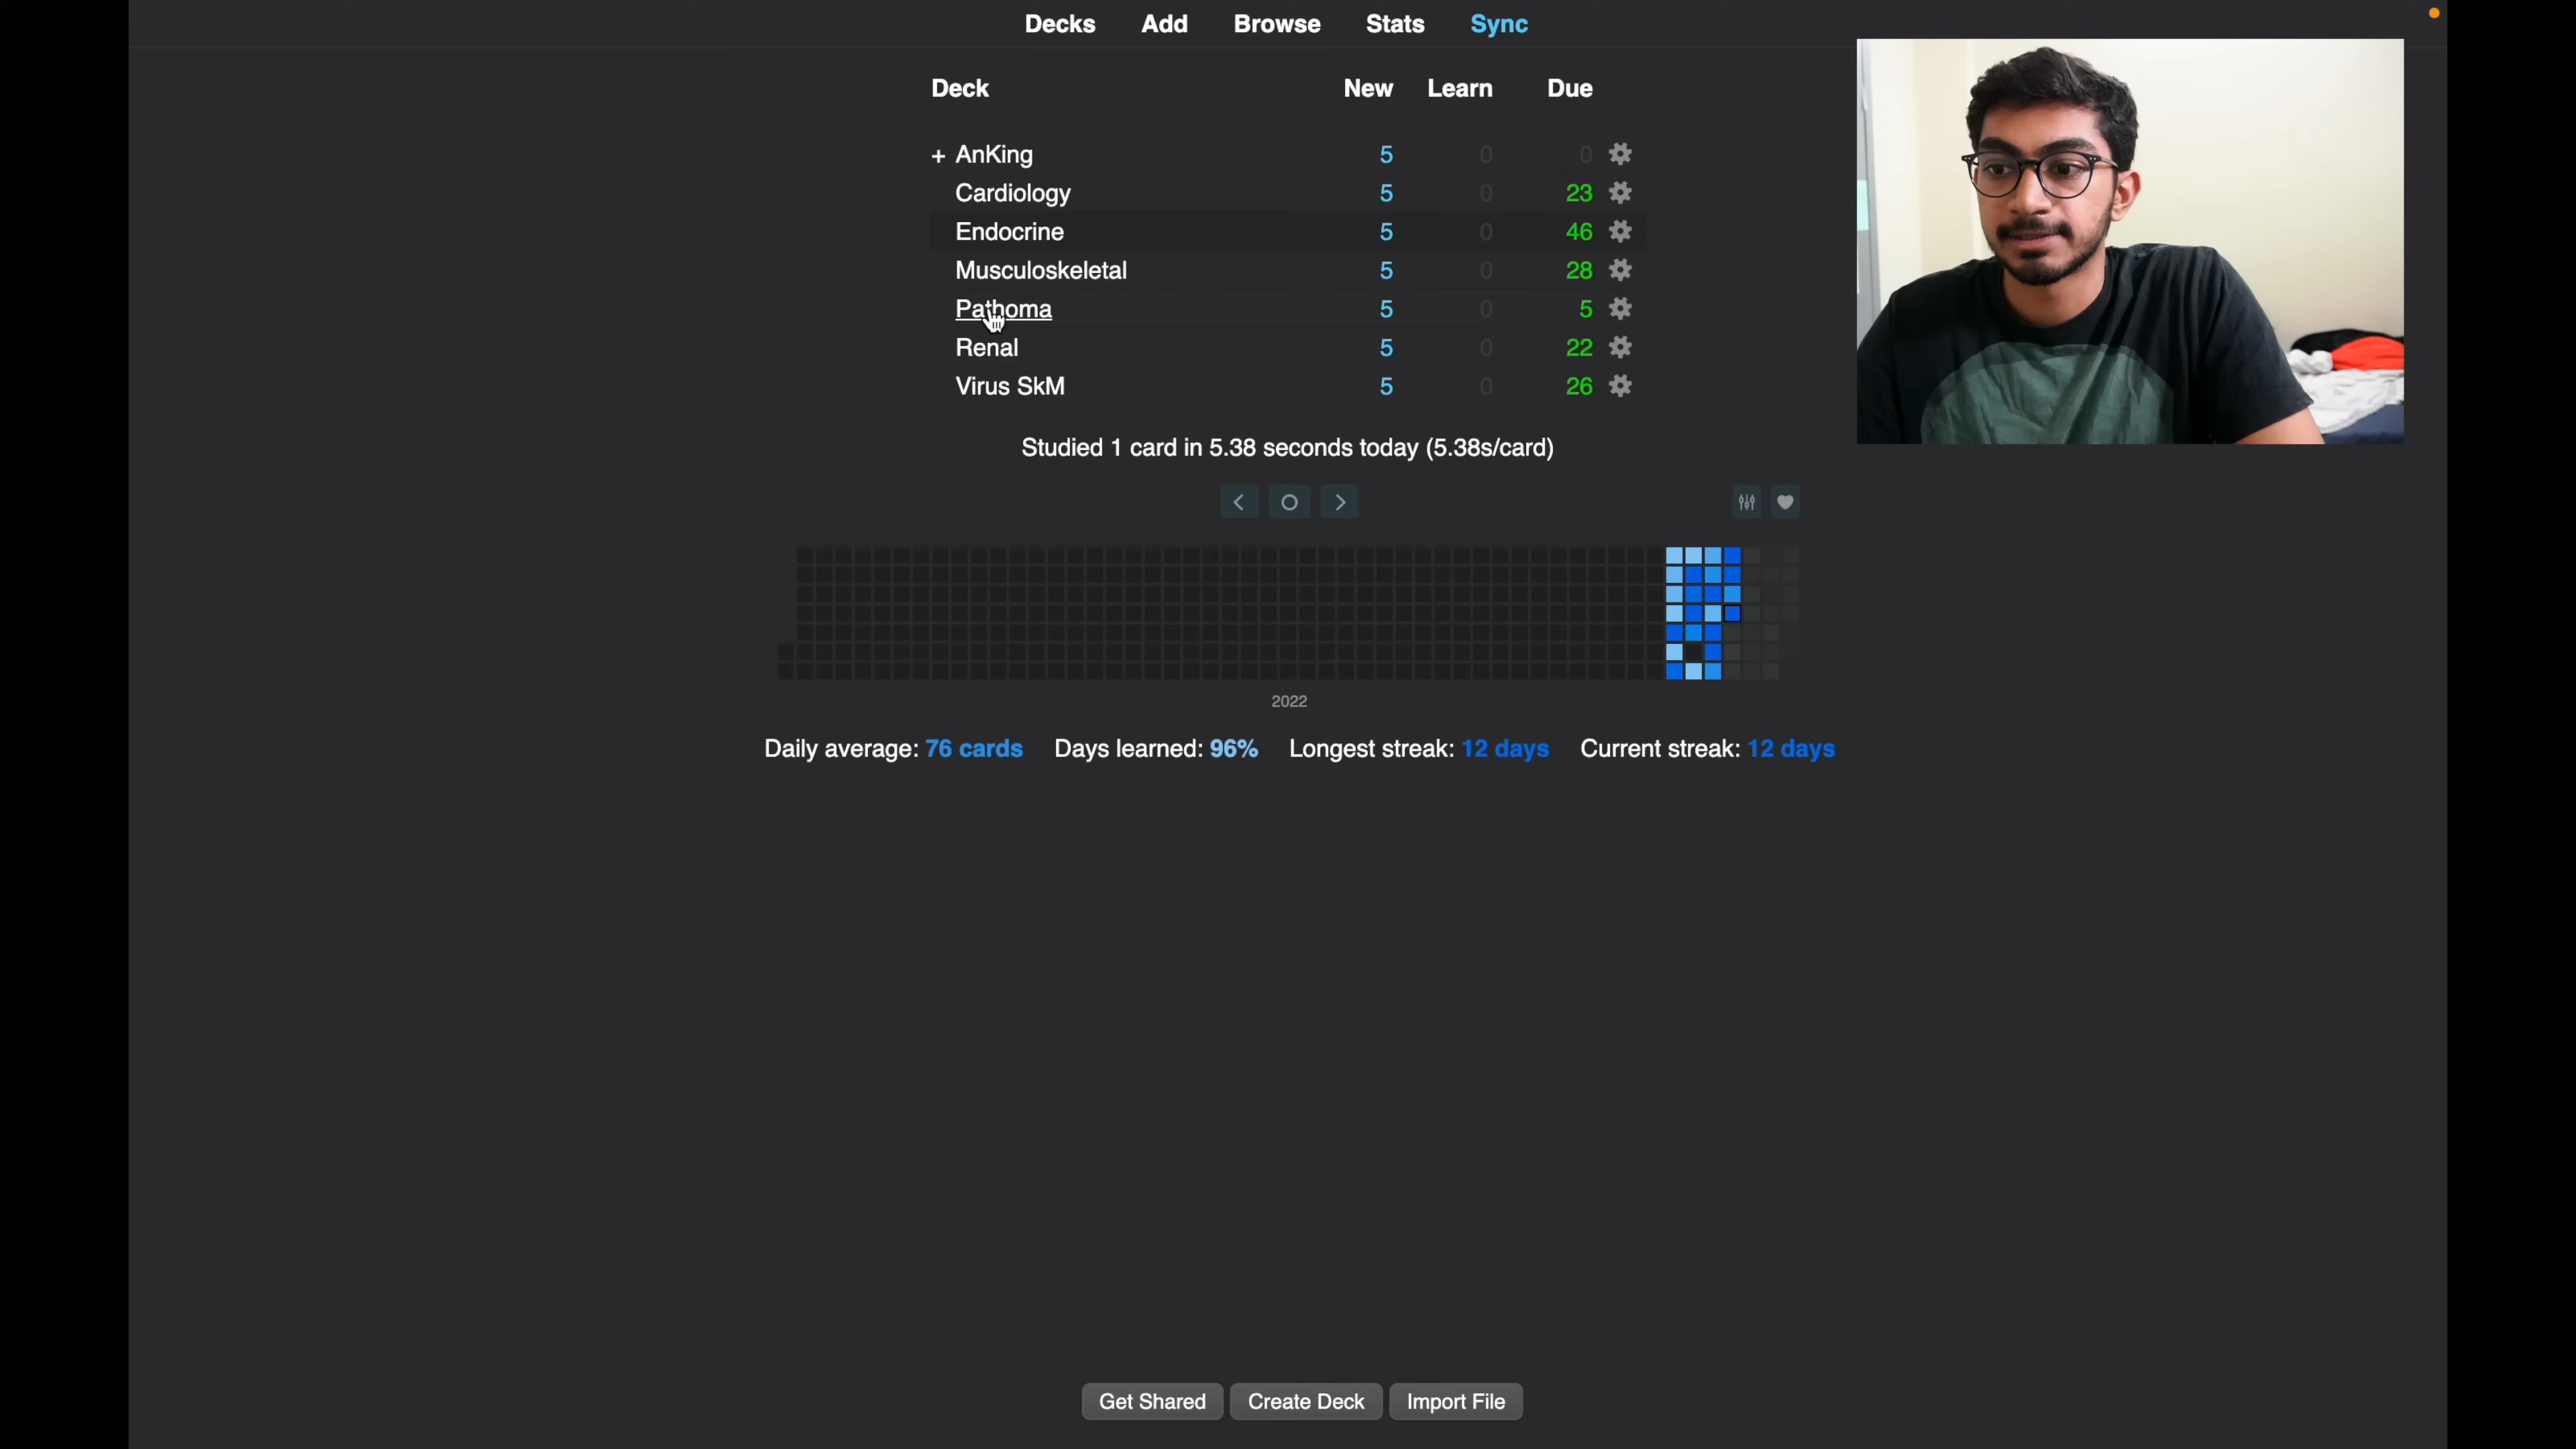 Decks Add Browse Stats Sync
Deck New Learn Due
+ AnKing 5 0 0
Cardiology 5 0 23
Endocrine 5 0 46
Musculoskeletal 5 0 28
Pathoma 5 0 5
Renal 5 0 22
Virus SkM 5 0 26
Studied 1 card in 5.38 seconds today (5.38s/card)
2022
Daily average: 76 cards Days learned: 96% Longest streak: 12 days Current streak: 12 days
Get Shared Create Deck Import File